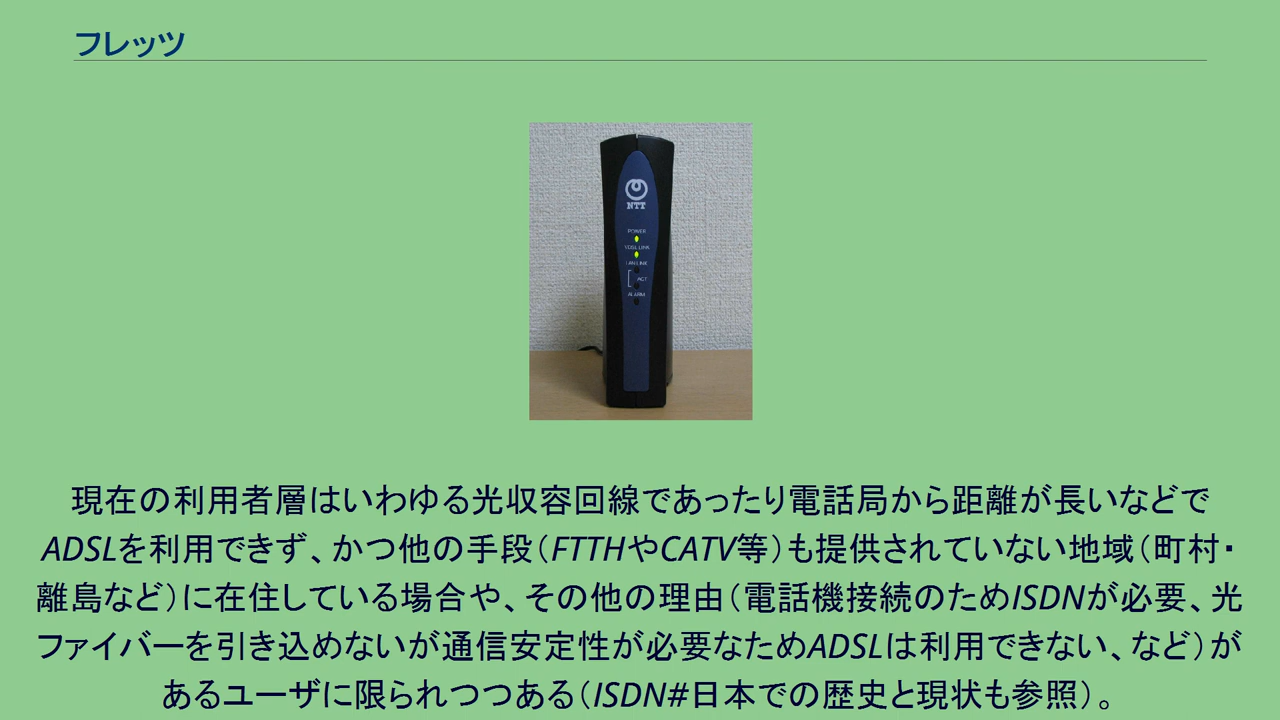 フレッツ
NTT
POWER
VDSL LINK
LAN LINK
ACT
ALARM
現在の利用者層はいわゆる光収容回線であったり電話局から距離が長いなどで
ADSLを利用できず、かつ他の手段（FTTHやCATV等）も提供されていない地域（町村・
離島など）に在住している場合や、その他の理由（電話機接続のためISDNが必要、光
ファイバーを引き込めないが通信安定性が必要なためADSLは利用できない、など）が
あるユーザに限られつつある（ISDN#日本での歴史と現状も参照）。